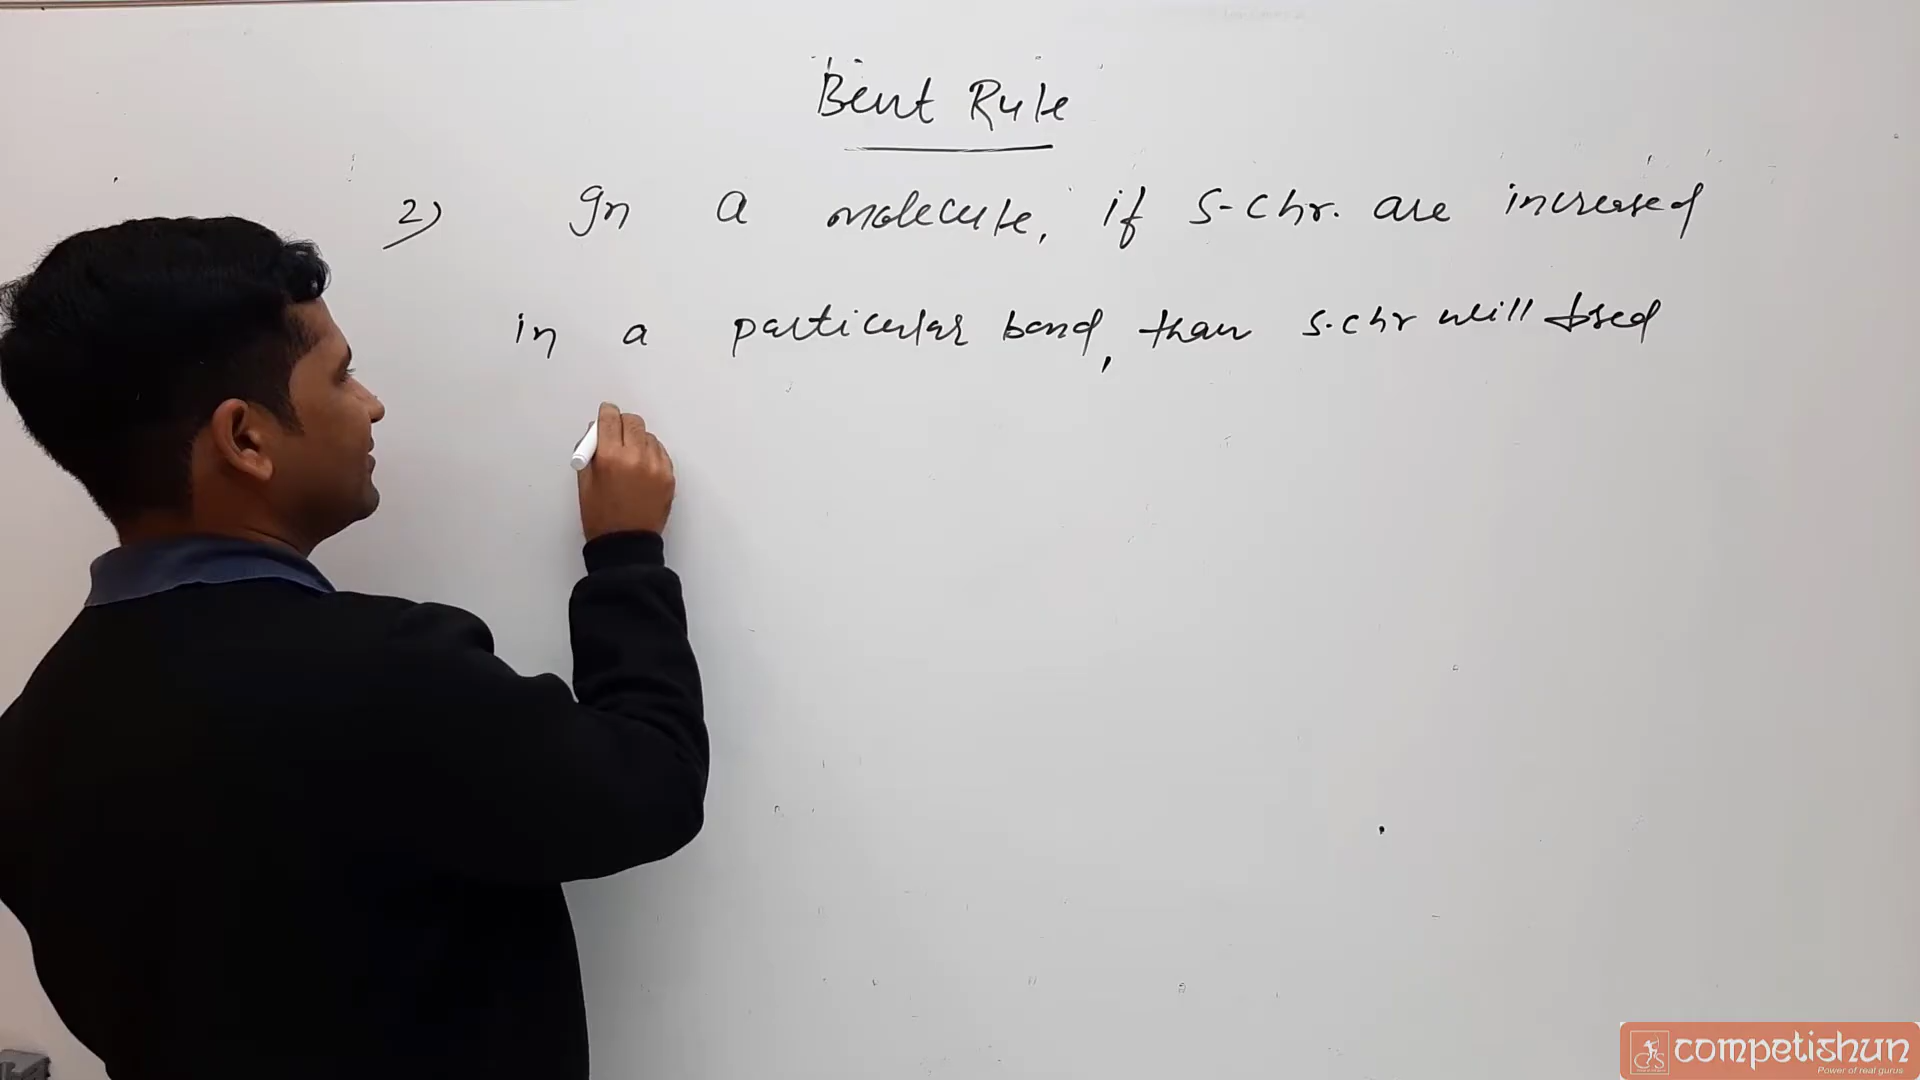 Bent Rule
2) In a molecule, if S-chr. are increased
in a particular bond, than s.chr will
competishun
Power of real gurus